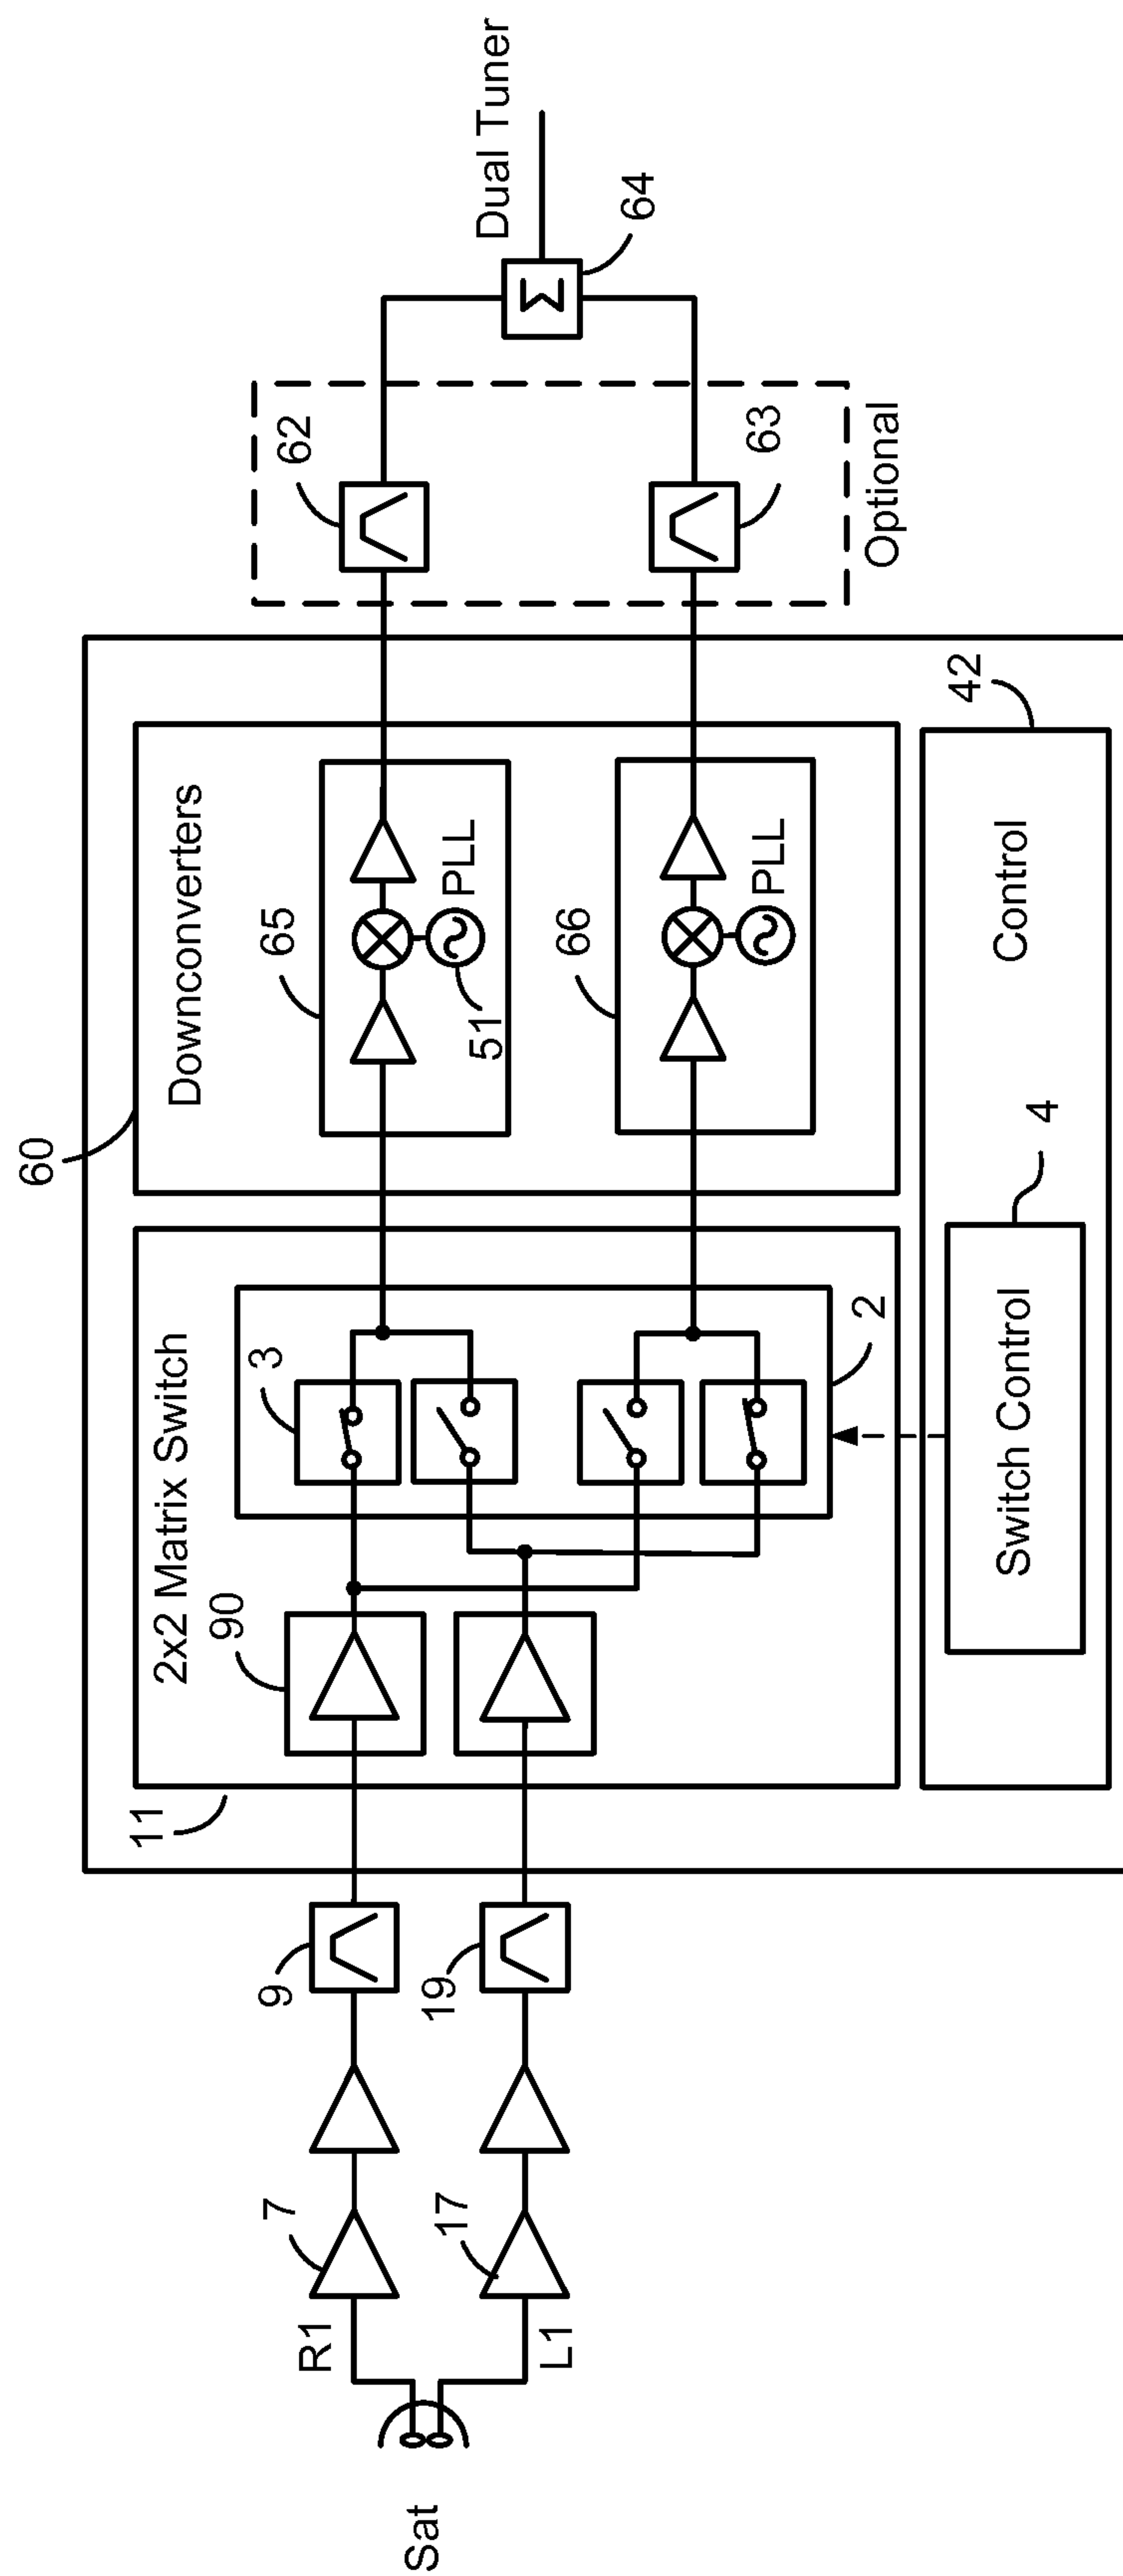 Sat
R1
L1
7
17
9
19
11
2x2 Matrix Switch
90
3
2
60
Downconverters
65
PLL
51
66
PLL
Switch Control
4
Control
42
62
63
Optional
Σ
64
Dual Tuner